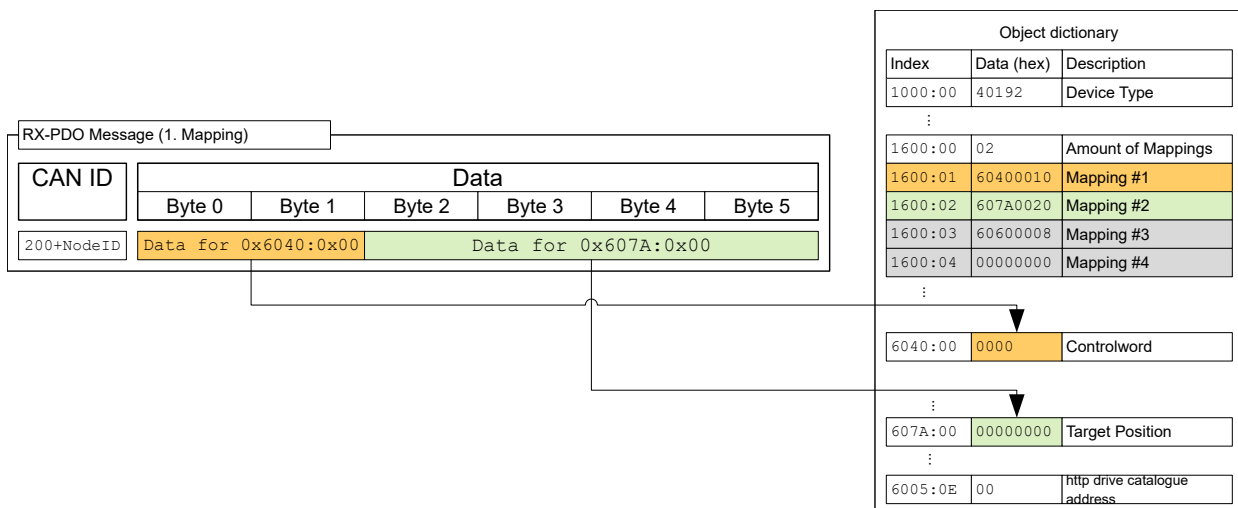 Object dictionary
Index Data (hex) Description
1000:00 40192 Device Type
⋮
1600:00 02 Amount of Mappings
1600:01 60400010 Mapping #1
1600:02 607A0020 Mapping #2
1600:03 60600008 Mapping #3
1600:04 00000000 Mapping #4
⋮
6040:00 0000 Controlword
⋮
607A:00 00000000 Target Position
⋮
6005:0E 00 http drive catalogue
address
RX-PDO Message (1. Mapping)
CAN ID Data
Byte 0 Byte 1 Byte 2 Byte 3 Byte 4 Byte 5
200+NodeID Data for 0x6040:0x00 Data for 0x607A:0x00